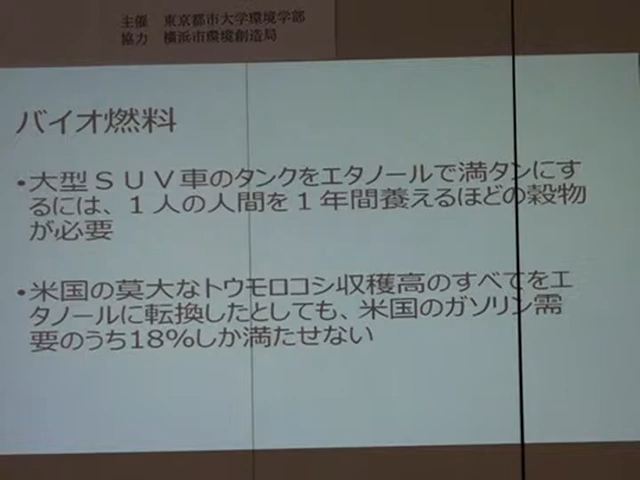 主催　東京都市大学環境学部
協力　横浜市環境創造局
バイオ燃料
・大型ＳＵＶ車のタンクをエタノールで満タンにす
るには、１人の人間を１年間養えるほどの穀物
が必要
・米国の莫大なトウモロコシ収穫高のすべてをエ
タノールに転換したとしても、米国のガソリン需
要のうち18%しか満たせない